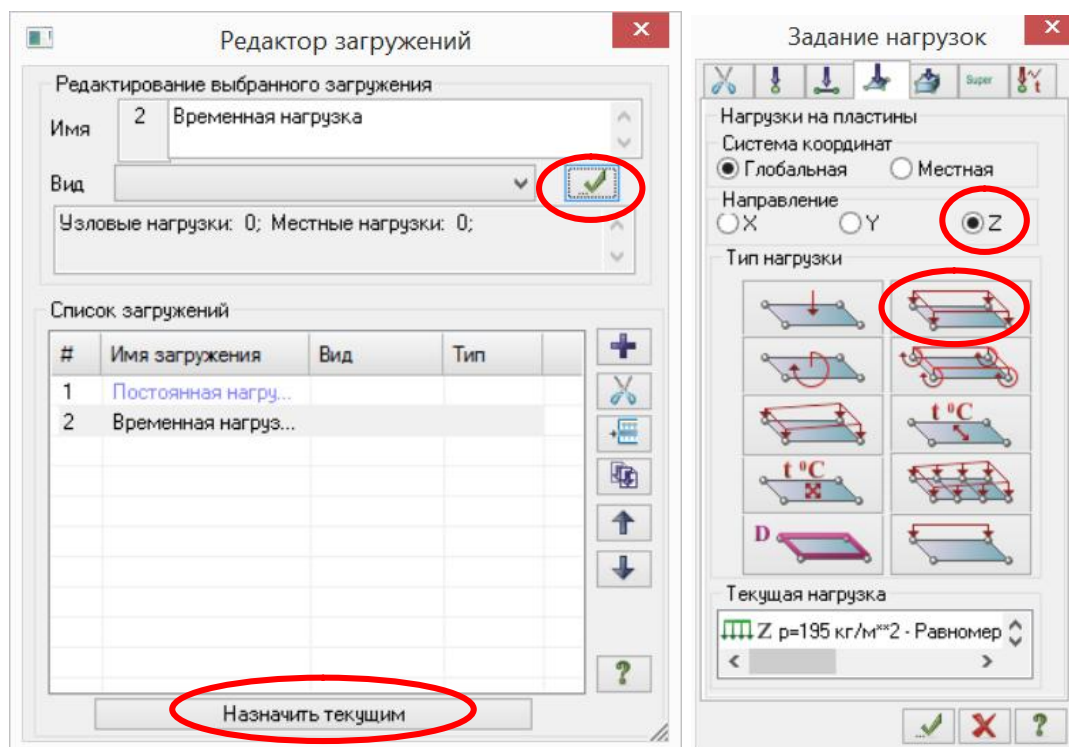 Редактор загружений
Редактирование выбранного загружения
Имя
2
Временная нагрузка
Вид
Узловые нагрузки: 0; Местные нагрузки: 0;
Список загружений
# Имя загружения Вид Тип
1 Постоянная нагру...
2 Временная нагруз...
Назначить текущим
Задание нагрузок
Super
t
Нагрузки на пластины
Система координат
Глобальная Местная
Направление
X Y Z
Тип нагрузки
t °C
t °C
D
Текущая нагрузка
Z p=195 кг/м**2 - Равномер